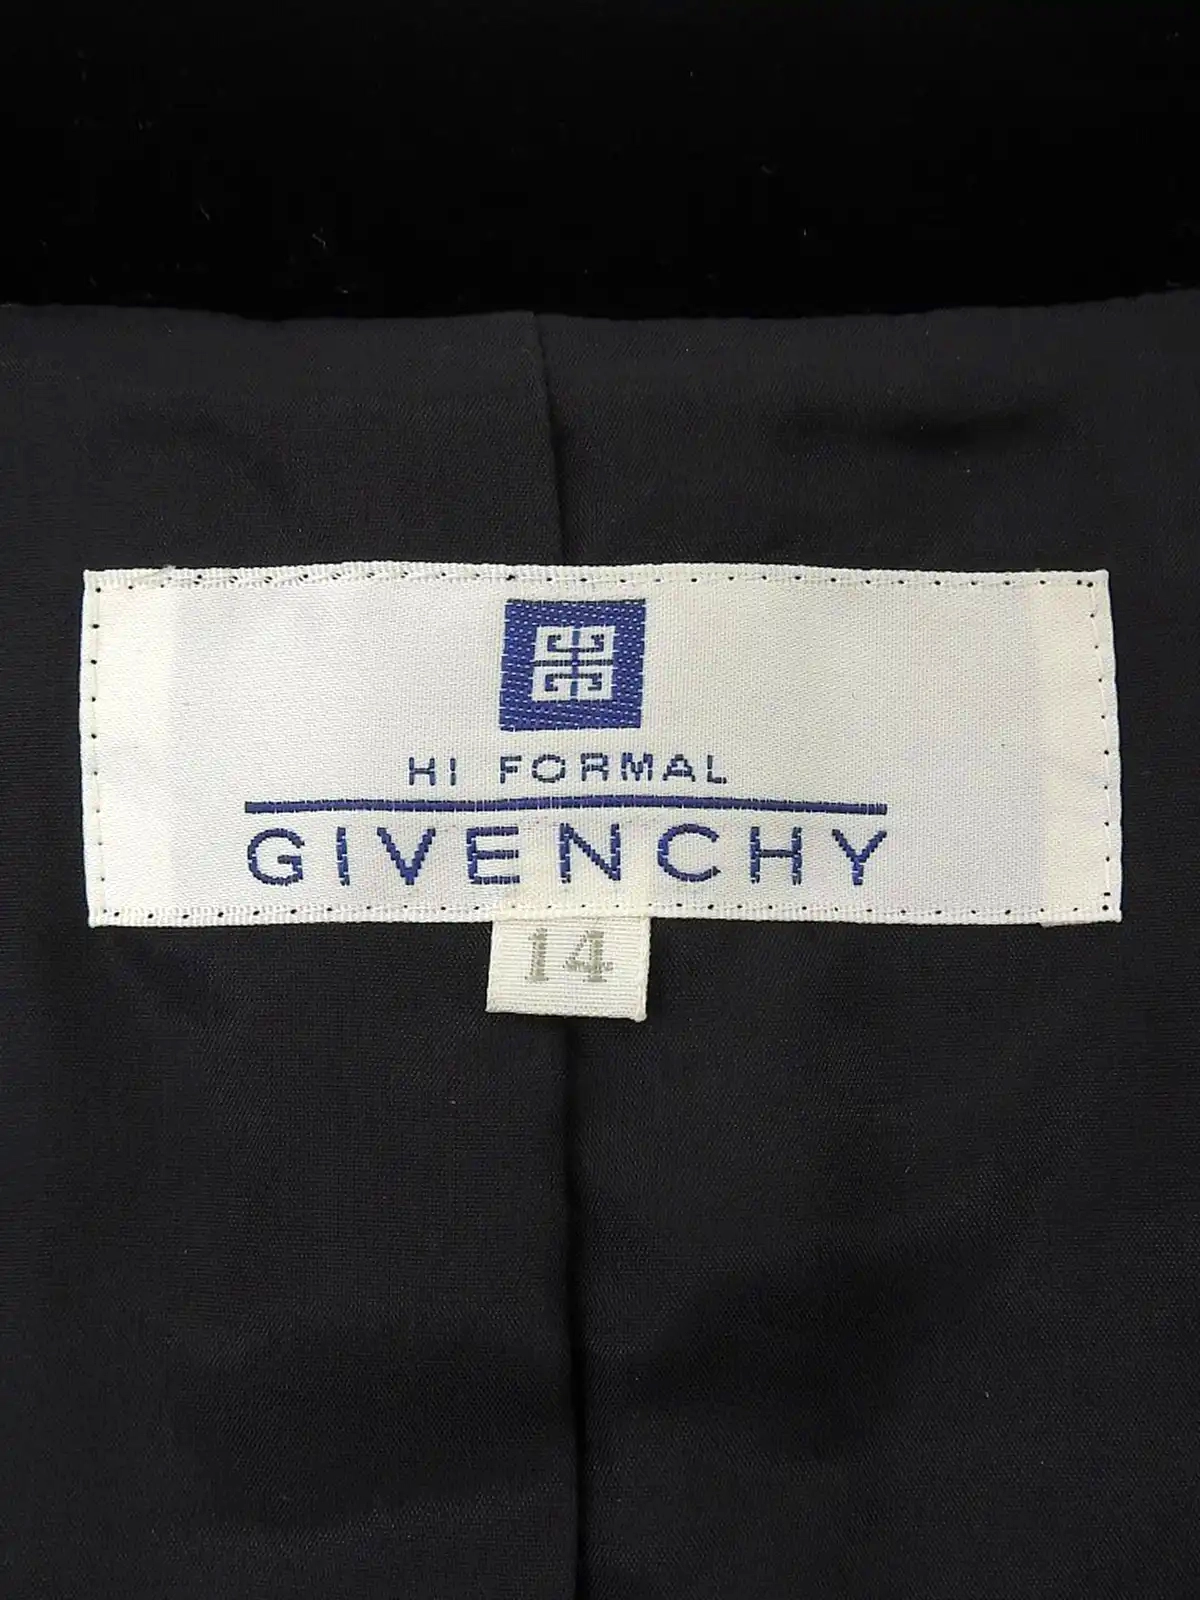 HI FORMAL
GIVENCHY
14